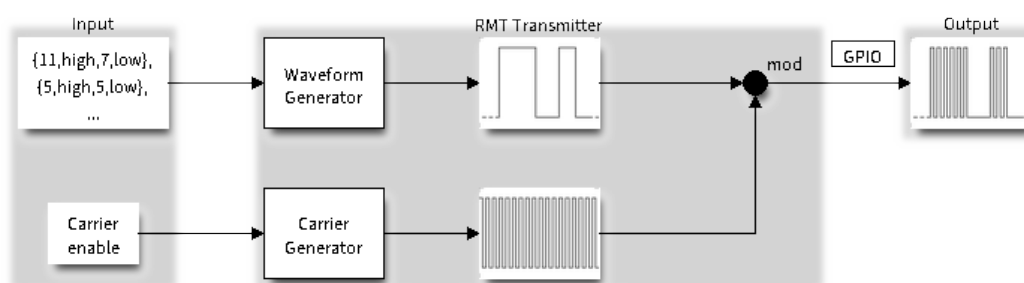 Input
RMT Transmitter
Output
{11,high,7,low},
{5,high,5,low},
...
Waveform
Generator
mod
GPIO
Carrier
enable
Carrier
Generator